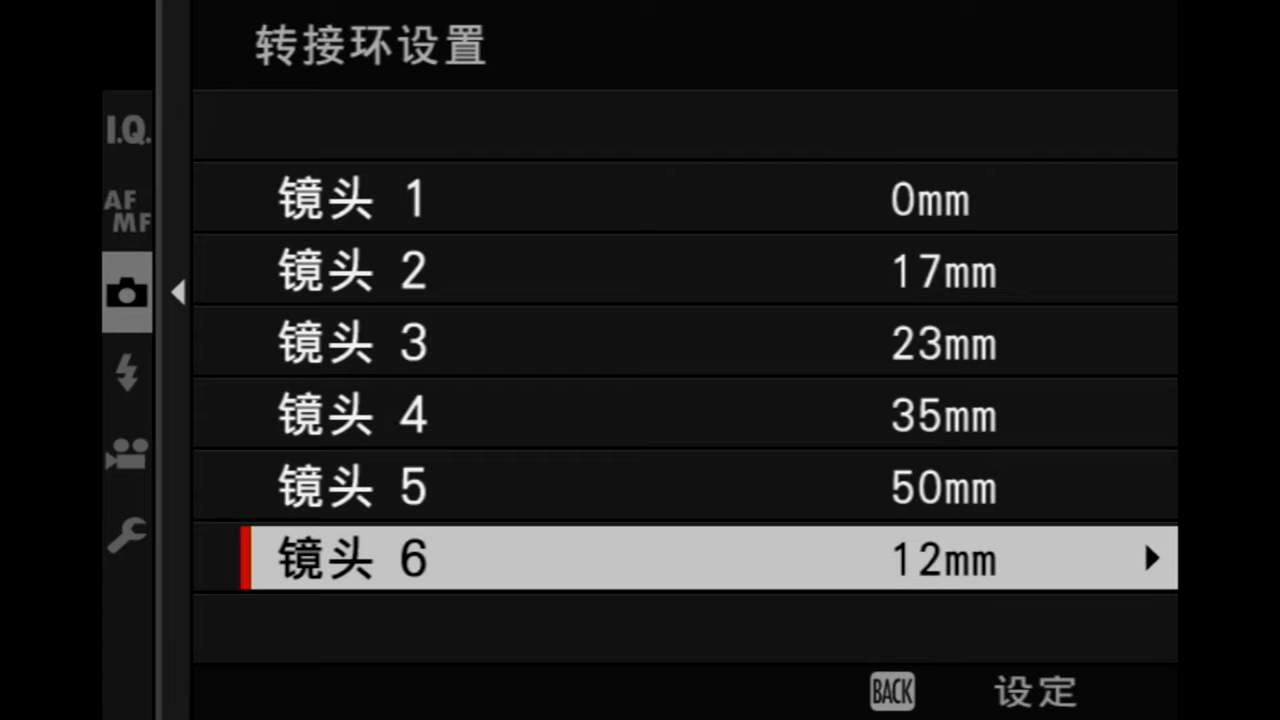 转接环设置
I.Q.
AF
MF
镜头 1 0mm
镜头 2 17mm
镜头 3 23mm
镜头 4 35mm
镜头 5 50mm
镜头 6 12mm
BACK 设定